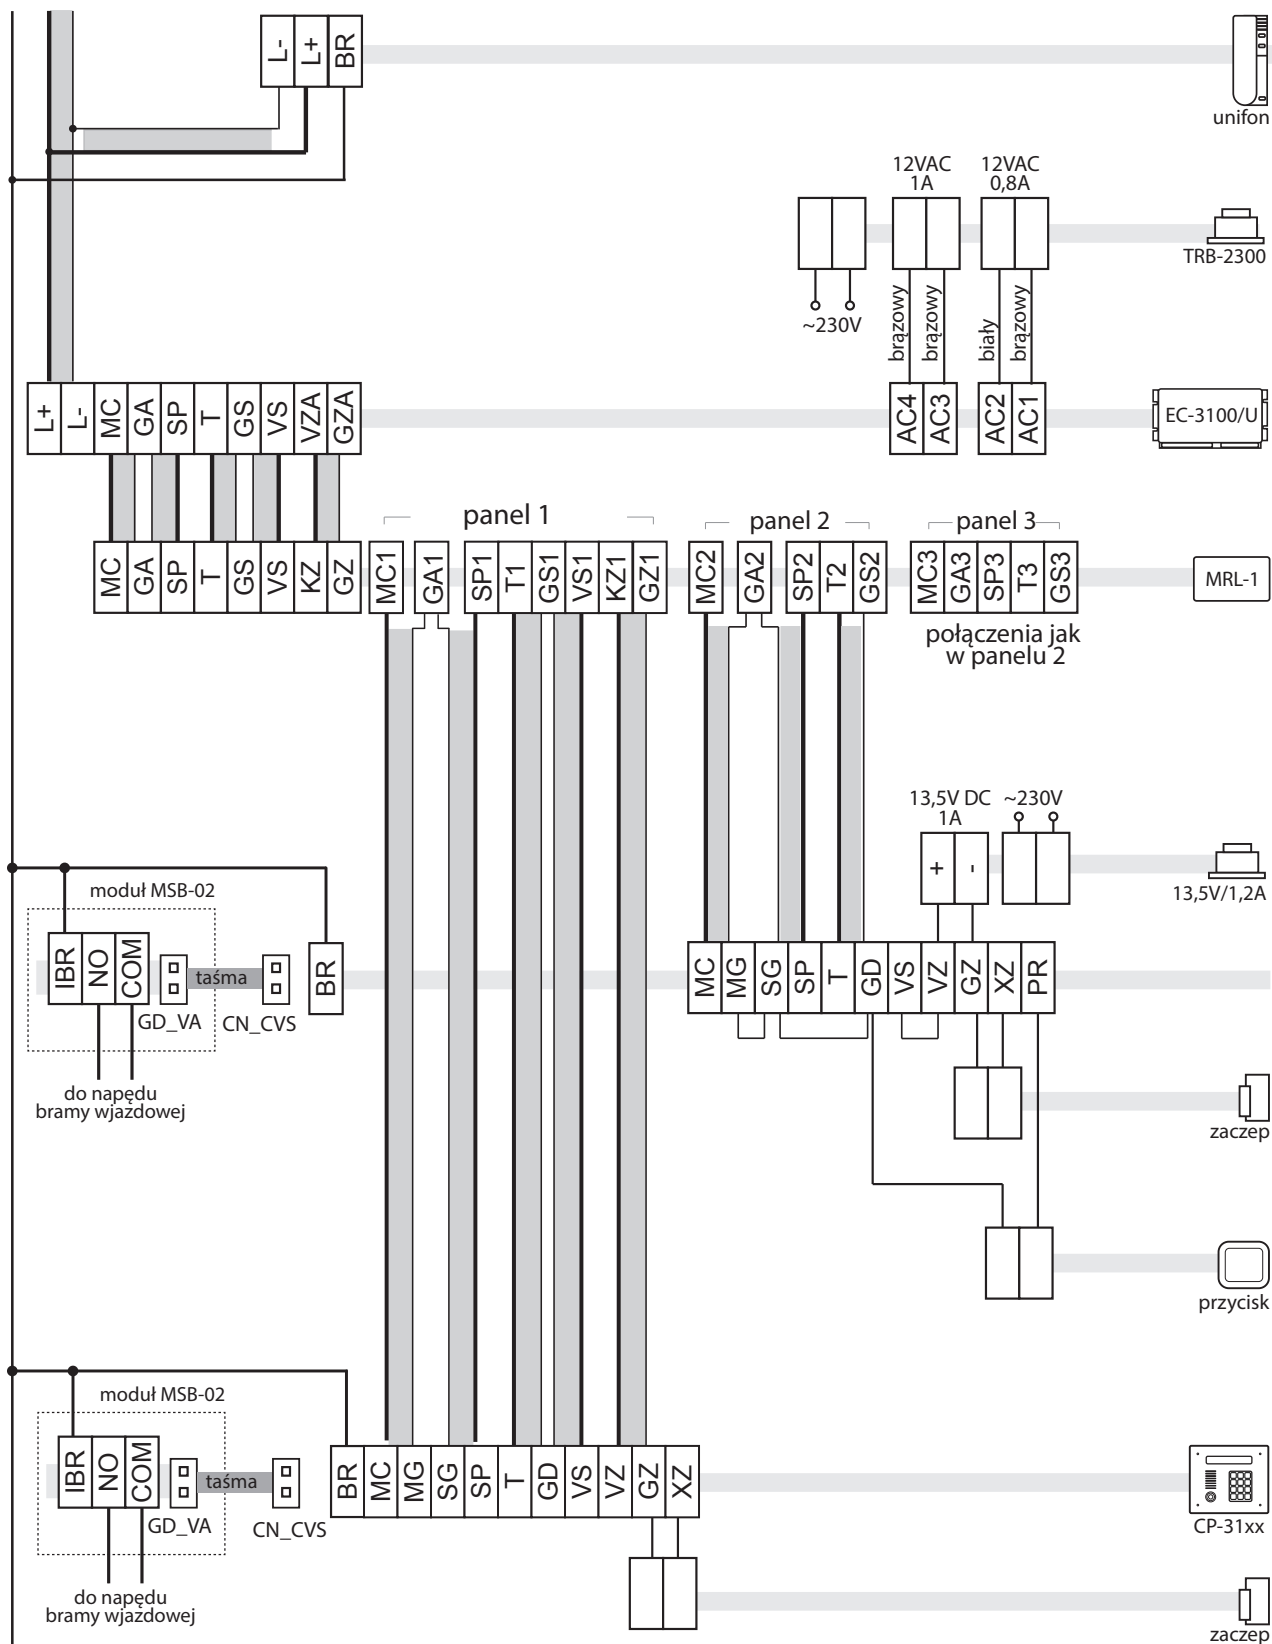 L- L+ BR
unifon
12VAC 12VAC
1A 0,8A
TRB-2300
~230V
brązowy brązowy biały brązowy
L+ L- MC GA SP T GS VS VZA GZA AC4 AC3 AC2 AC1 EC-3100/U
panel 1 panel 2 panel 3
MC GA SP T GS VS KZ GZ MC1 GA1 SP1 T1 GS1 VS1 KZ1 GZ1 MC2 GA2 SP2 T2 GS2 MC3 GA3 SP3 T3 GS3 MRL-1
połączenia jak
w panelu 2
13,5V DC ~230V
1A
+ -
13,5V/1,2A
moduł MSB-02
IBR NO COM taśma BR MC MG SG SP T GD VS VZ GZ XZ PR
GD_VA CN_CVS
do napędu
bramy wjazdowej
zaczep
przycisk
moduł MSB-02
IBR NO COM taśma BR MC MG SG SP T GD VS VZ GZ XZ
GD_VA CN_CVS
CP-31xx
do napędu
bramy wjazdowej
zaczep